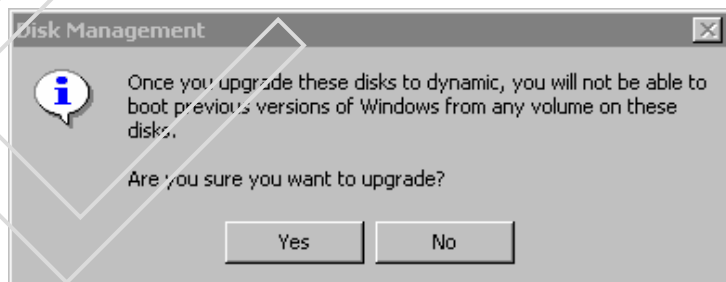 Disk Management
Once you upgrade these disks to dynamic, you will not be able to
boot previous versions of Windows from any volume on these
disks.
Are you sure you want to upgrade?
Yes
No